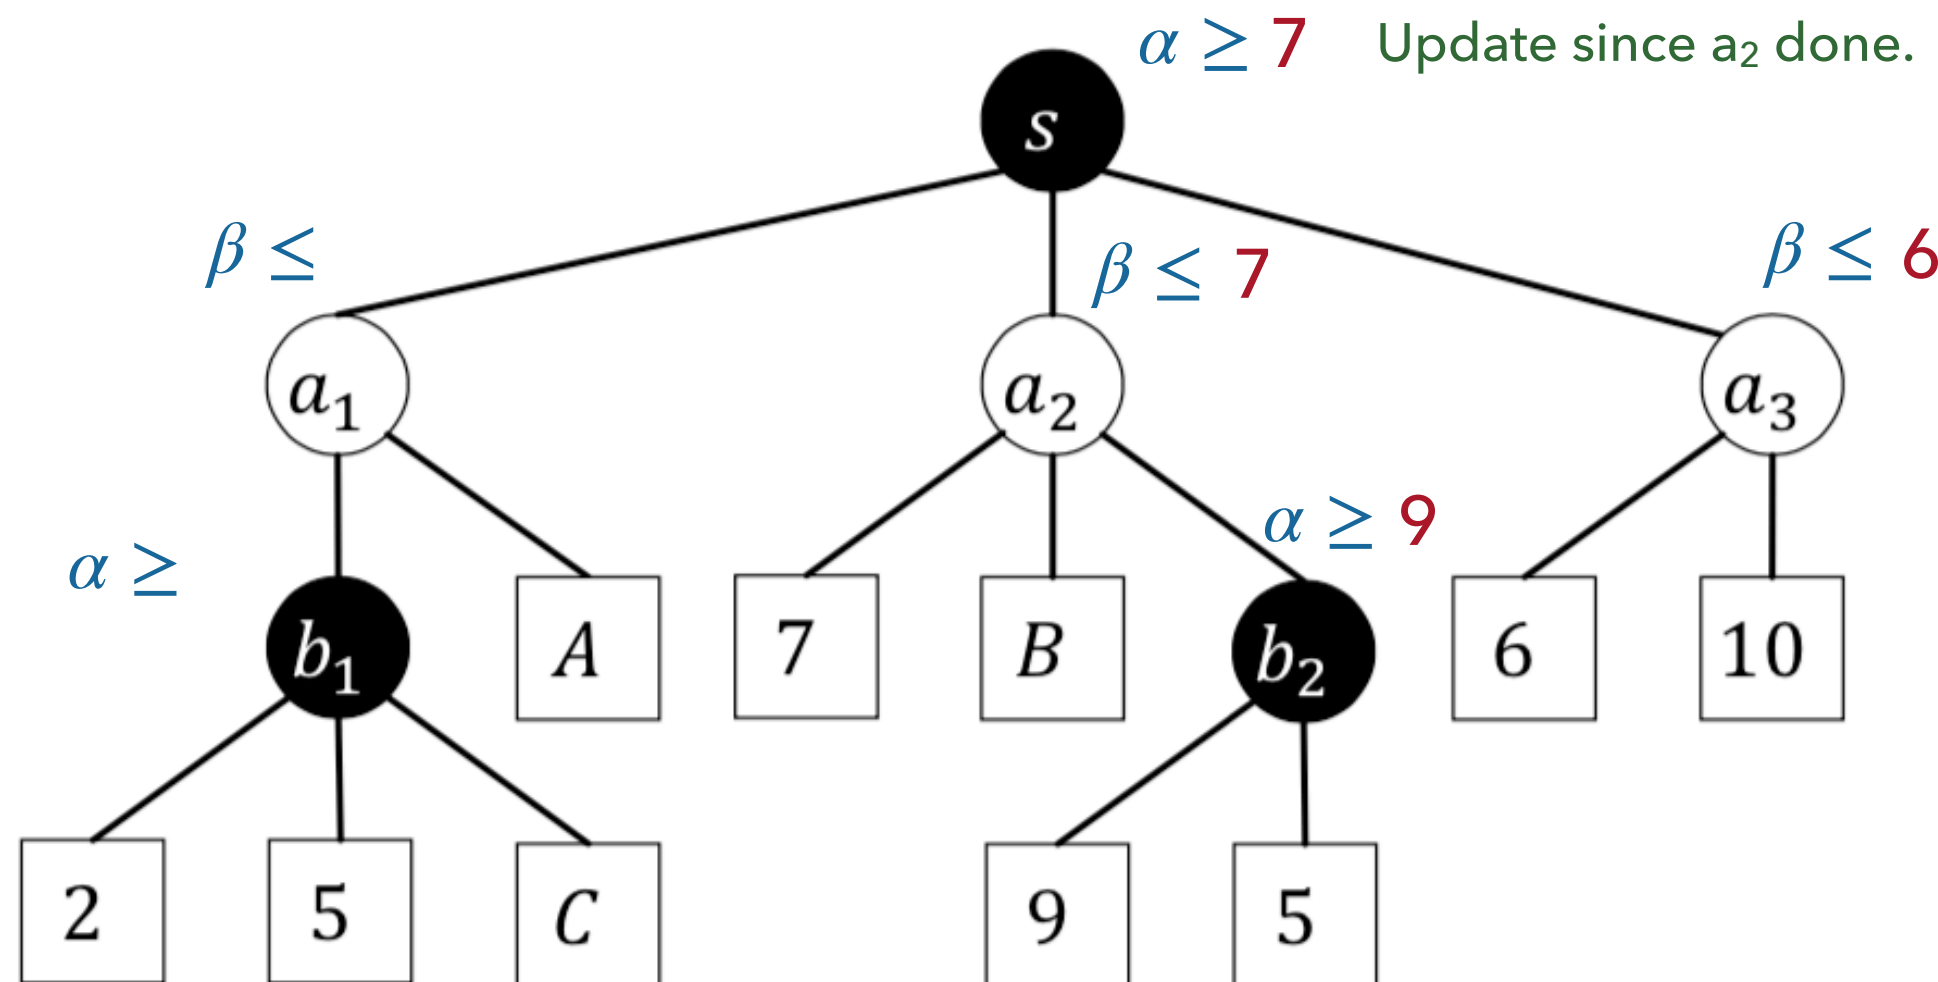 α ≥ 7 Update since a₂ done.
s
β ≤
β ≤ 7
β ≤ 6
a₁
a₂
a₃
α ≥
α ≥ 9
b₁
A
7
B
b₂
6
10
2
5
C
9
5